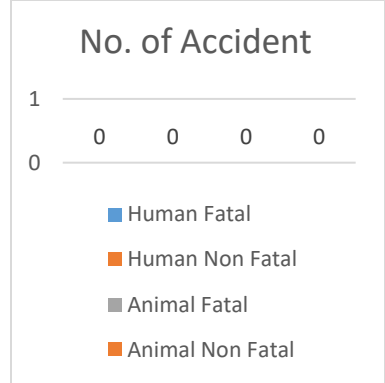 No. of Accident
1
0 0 0 0
0
Human Fatal
Human Non Fatal
Animal Fatal
Animal Non Fatal